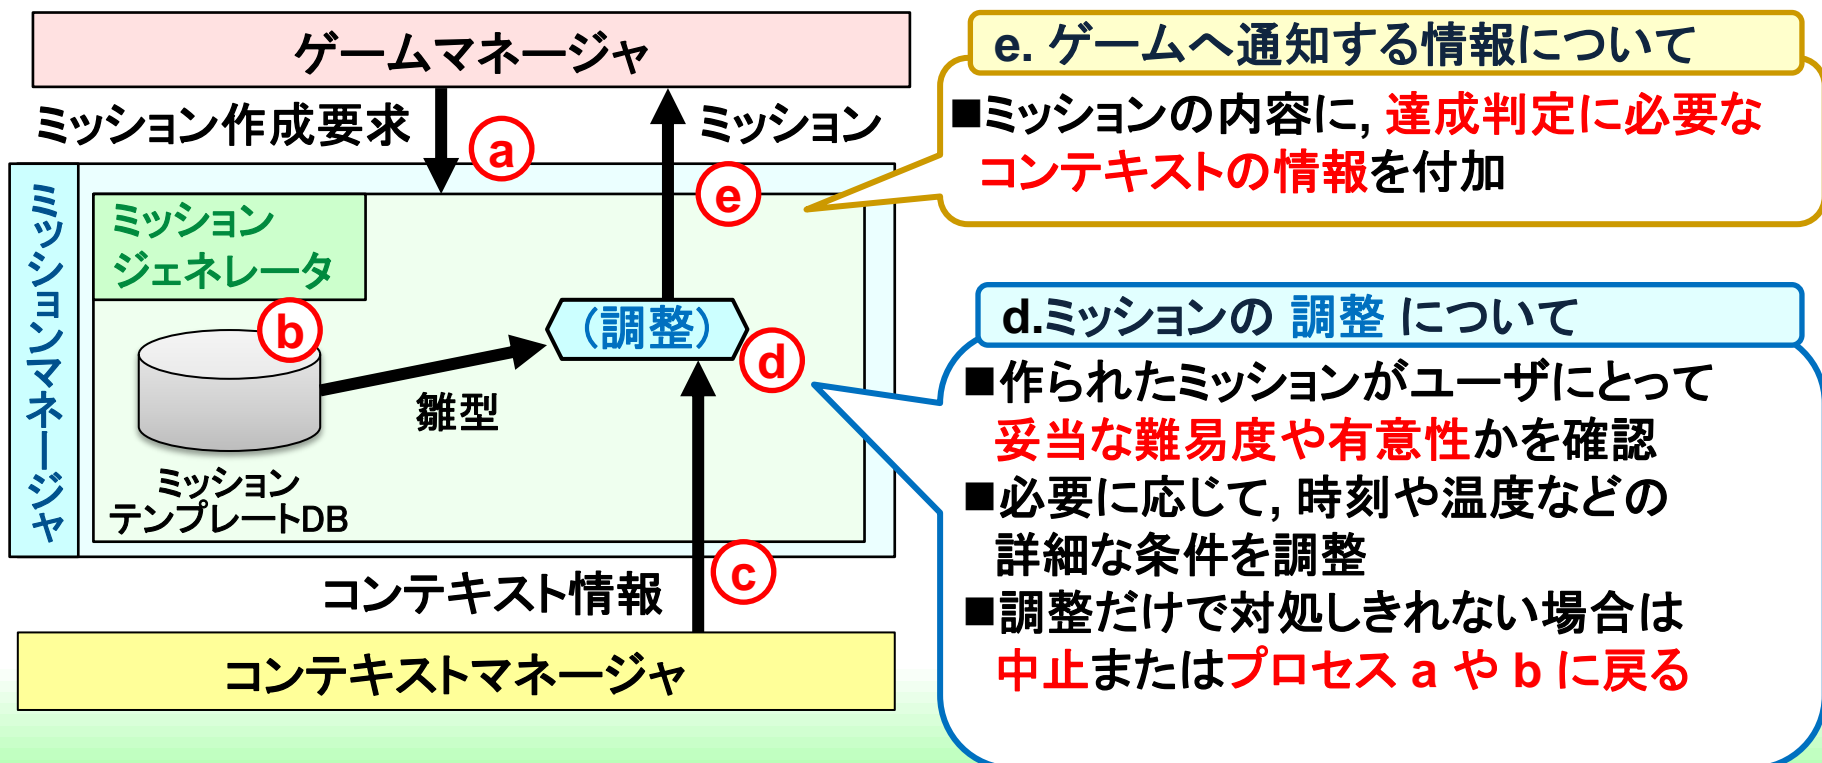 ゲームマネージャ
ミッション作成要求
a
ミッション
e
ミッションマネージャ
ミッション
ジェネレータ
b
(調整)
d
雛型
ミッション
テンプレートDB
c
コンテキスト情報
コンテキストマネージャ
e. ゲームへ通知する情報について
■ミッションの内容に, 達成判定に必要な
コンテキストの情報を付加
d.ミッションの 調整 について
■作られたミッションがユーザにとって
妥当な難易度や有意性かを確認
■必要に応じて, 時刻や温度などの
詳細な条件を調整
■調整だけで対処しきれない場合は
中止またはプロセス a や b に戻る